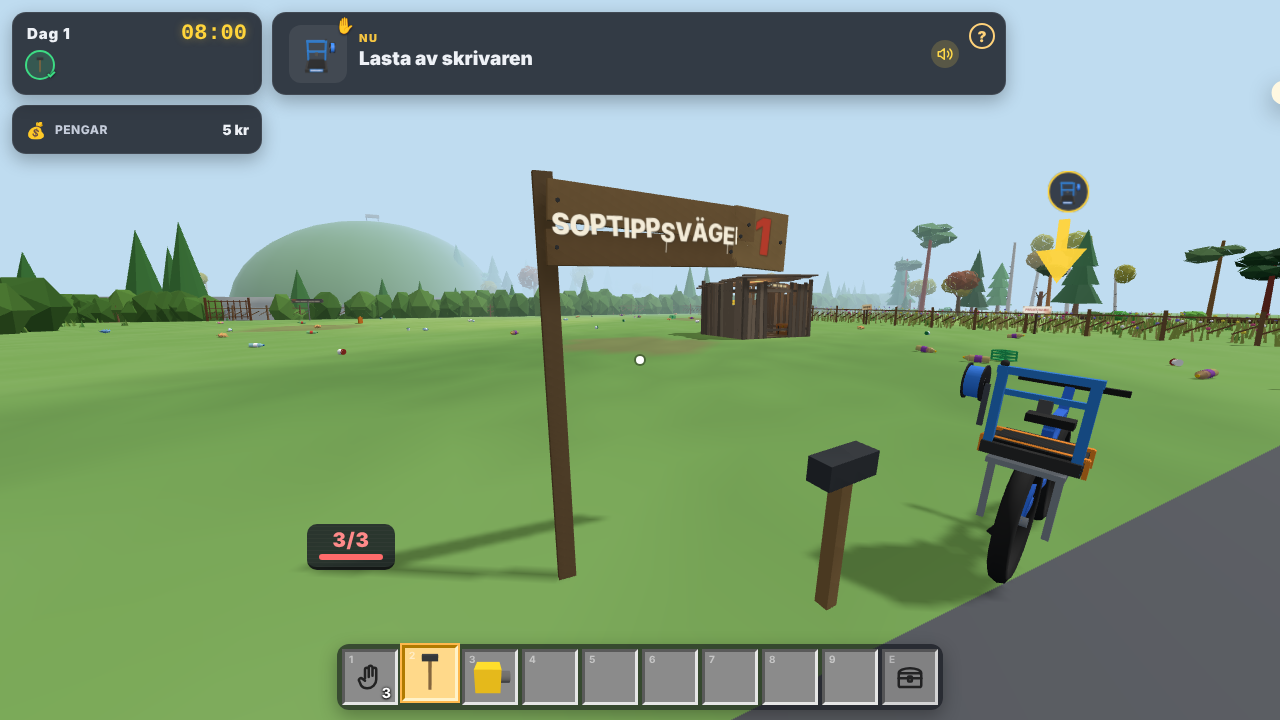 Dag 1
08:00
NU
Lasta av skrivaren
?
PENGAR
5 kr
SOPTIPPSVÄGEN 1
3/3
1
3
2
3
4
5
6
7
8
9
E